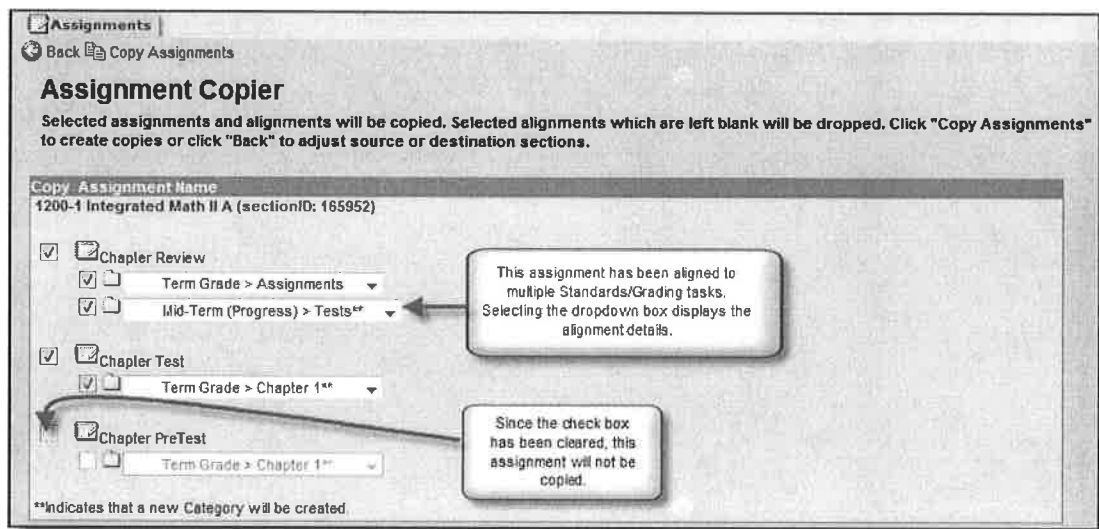 Assignments
Back Copy Assignments
Assignment Copier
Selected assignments and alignments will be copied. Selected alignments which are left blank will be dropped. Click "Copy Assignments"
to create copies or click "Back" to adjust source or destination sections.
Copy Assignment Name
1200-1 Integrated Math II A (sectionID: 165952)
Chapter Review
Term Grade > Assignments
Mid-Term (Progress) > Tests**
This assignment has been aligned to
multiple Standards/Grading tasks.
Selecting the dropdown box displays the
alignment details.
Chapter Test
Term Grade > Chapter 1**
Chapter PreTest
Term Grade > Chapter 1**
Since the check box
has been cleared, this
assignment will not be
copied.
**Indicates that a new Category will be created.